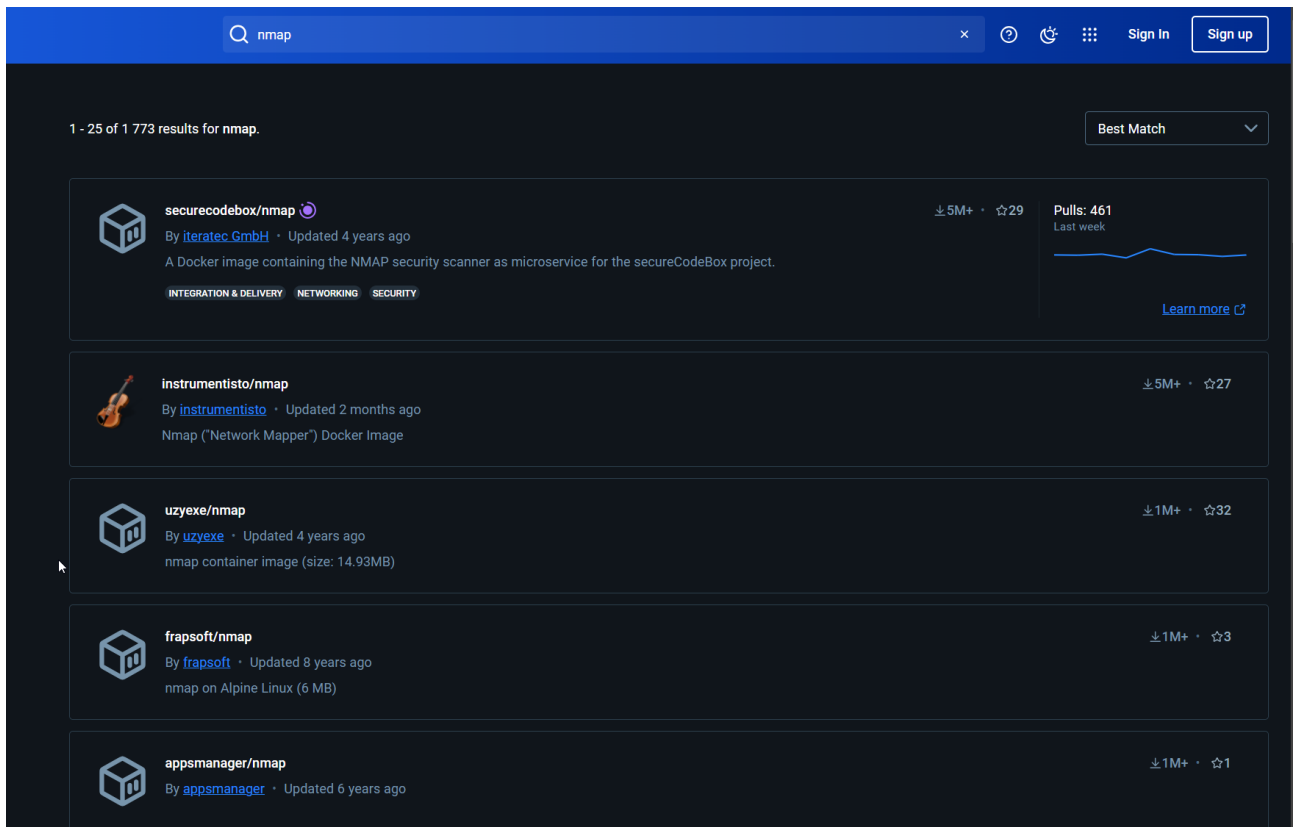 nmap
Sign In
Sign up
1 - 25 of 1 773 results for nmap.
Best Match
securecodebox/nmap
5M+ · 29
Pulls: 461
Last week
By iteratec GmbH · Updated 4 years ago
A Docker image containing the NMAP security scanner as microservice for the secureCodeBox project.
INTEGRATION & DELIVERY NETWORKING SECURITY
Learn more
instrumentisto/nmap
5M+ · 27
By instrumentisto · Updated 2 months ago
Nmap ("Network Mapper") Docker Image
uzyexe/nmap
1M+ · 32
By uzyexe · Updated 4 years ago
nmap container image (size: 14.93MB)
frapsoft/nmap
1M+ · 3
By frapsoft · Updated 8 years ago
nmap on Alpine Linux (6 MB)
appsmanager/nmap
1M+ · 1
By appsmanager · Updated 6 years ago